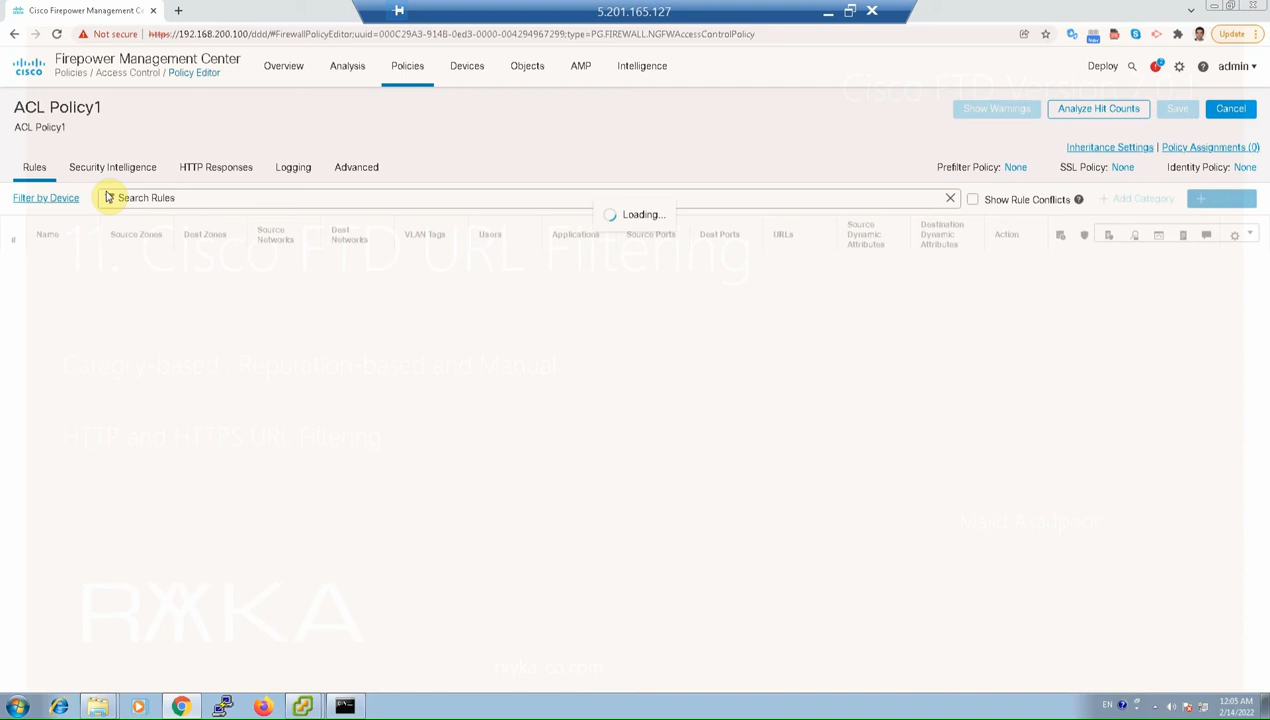 Cisco Firepower Management Ce
5.201.165.127
Not secure
https://192.168.200.100/ddd/#FirewallPolicyEditor;uuid=000C29A3-914B-0ed3-0000-004294967299;type=PG.FIREWALL.NGFWAccessControlPolicy
Update
CISCO
Firepower Management Center
Policies / Access Control / Policy Editor
Overview
Analysis
Policies
Devices
Objects
AMP
Intelligence
Deploy
admin
ACL Policy1
ACL Policy1
Show Warnings
Analyze Hit Counts
Save
Cancel
Inheritance Settings | Policy Assignments (0)
Rules
Security Intelligence
HTTP Responses
Logging
Advanced
Prefilter Policy: None
SSL Policy: None
Identity Policy: None
Filter by Device
Search Rules
Show Rule Conflicts
+ Add Category
Loading...
#
Name
Source Zones
Dest Zones
Source Networks
Dest Networks
VLAN Tags
Users
Applications
Source Ports
Dest Ports
URLs
Source Dynamic Attributes
Destination Dynamic Attributes
Action
11. Cisco FTD URL Filtering
HTTP and HTTPS URL Filtering
Majid Asadpoor
RAYKA
EN
12:05 AM
2/14/2022